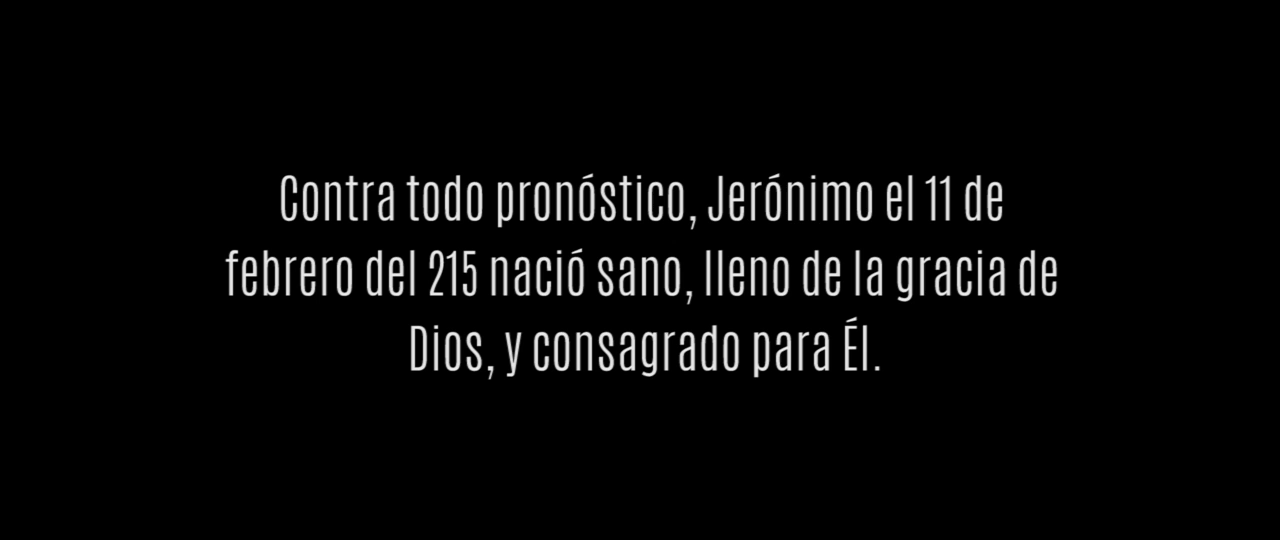 Contra todo pronóstico, Jerónimo el 11 de
febrero del 215 nació sano, lleno de la gracia de
Dios, y consagrado para Él.